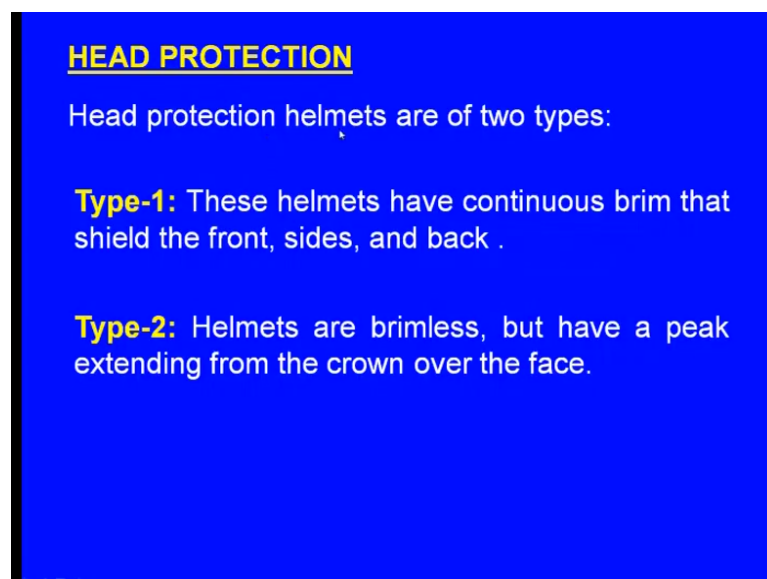 HEAD PROTECTION
Head protection helmets are of two types:
Type-1: These helmets have continuous brim that
shield the front, sides, and back .
Type-2: Helmets are brimless, but have a peak
extending from the crown over the face.